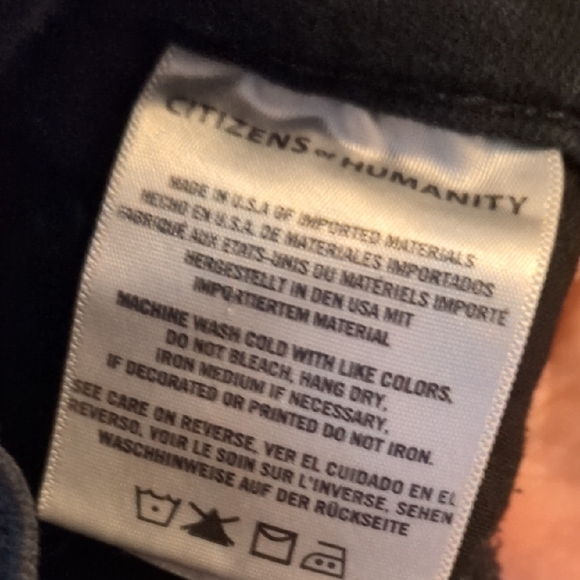 CITIZENS OF HUMANITY
MADE IN U.S.A OF IMPORTED MATERIALS
HECHO EN U.S.A. DE MATERIALES IMPORTADOS
FABRIQUÉ AUX ETATS-UNIS OU MATERIELS IMPORTÉ
HERGESTELLT IN DEN USA MIT
IMPORTIERTEM MATERIAL
MACHINE WASH COLD WITH LIKE COLORS,
DO NOT BLEACH, HANG DRY,
IRON MEDIUM IF NECESSARY,
IF DECORATED OR PRINTED DO NOT IRON.
SEE CARE ON REVERSE. VER EL CUIDADO EN EL
REVERSO. VOIR LE SOIN SUR L'INVERSE. SEHEN
WASCHHINWEISE AUF DER RÜCKSEITE